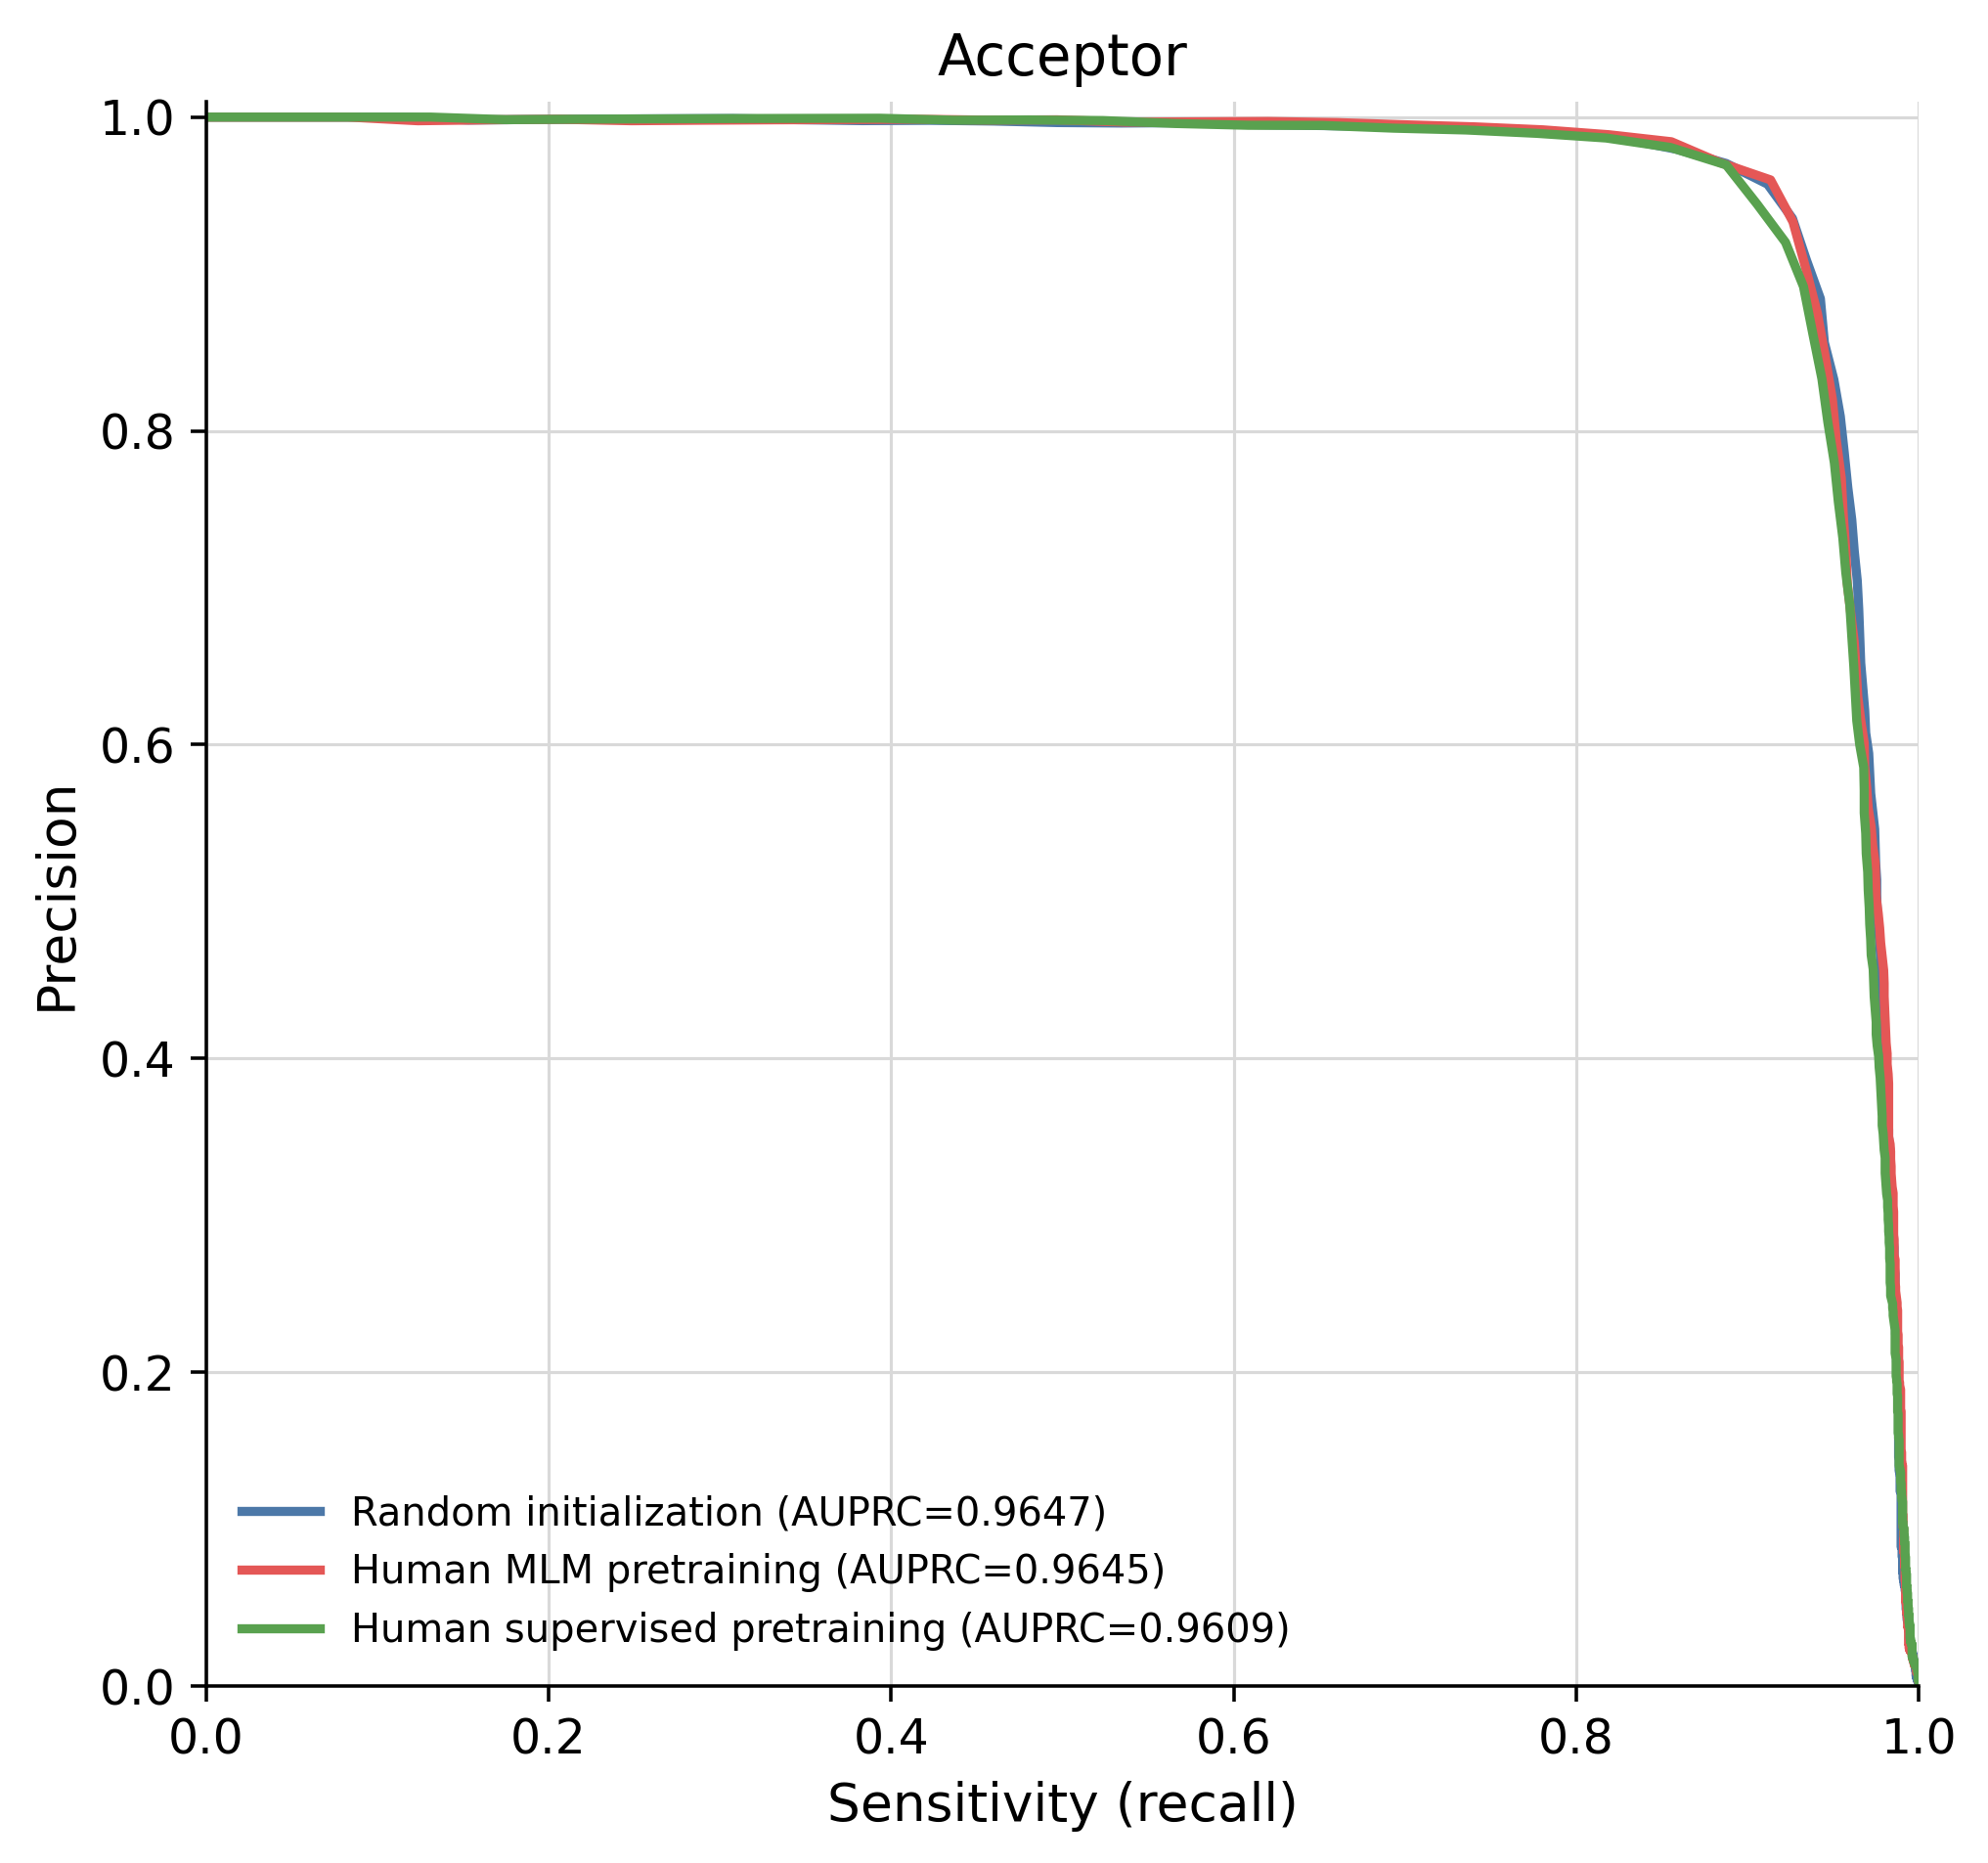 Acceptor
1.0
0.8
0.6
0.4
0.2
0.0
Precision
Random initialization (AUPRC=0.9647)
Human MLM pretraining (AUPRC=0.9645)
Human supervised pretraining (AUPRC=0.9609)
0.0 0.2 0.4 0.6 0.8 1.0
Sensitivity (recall)